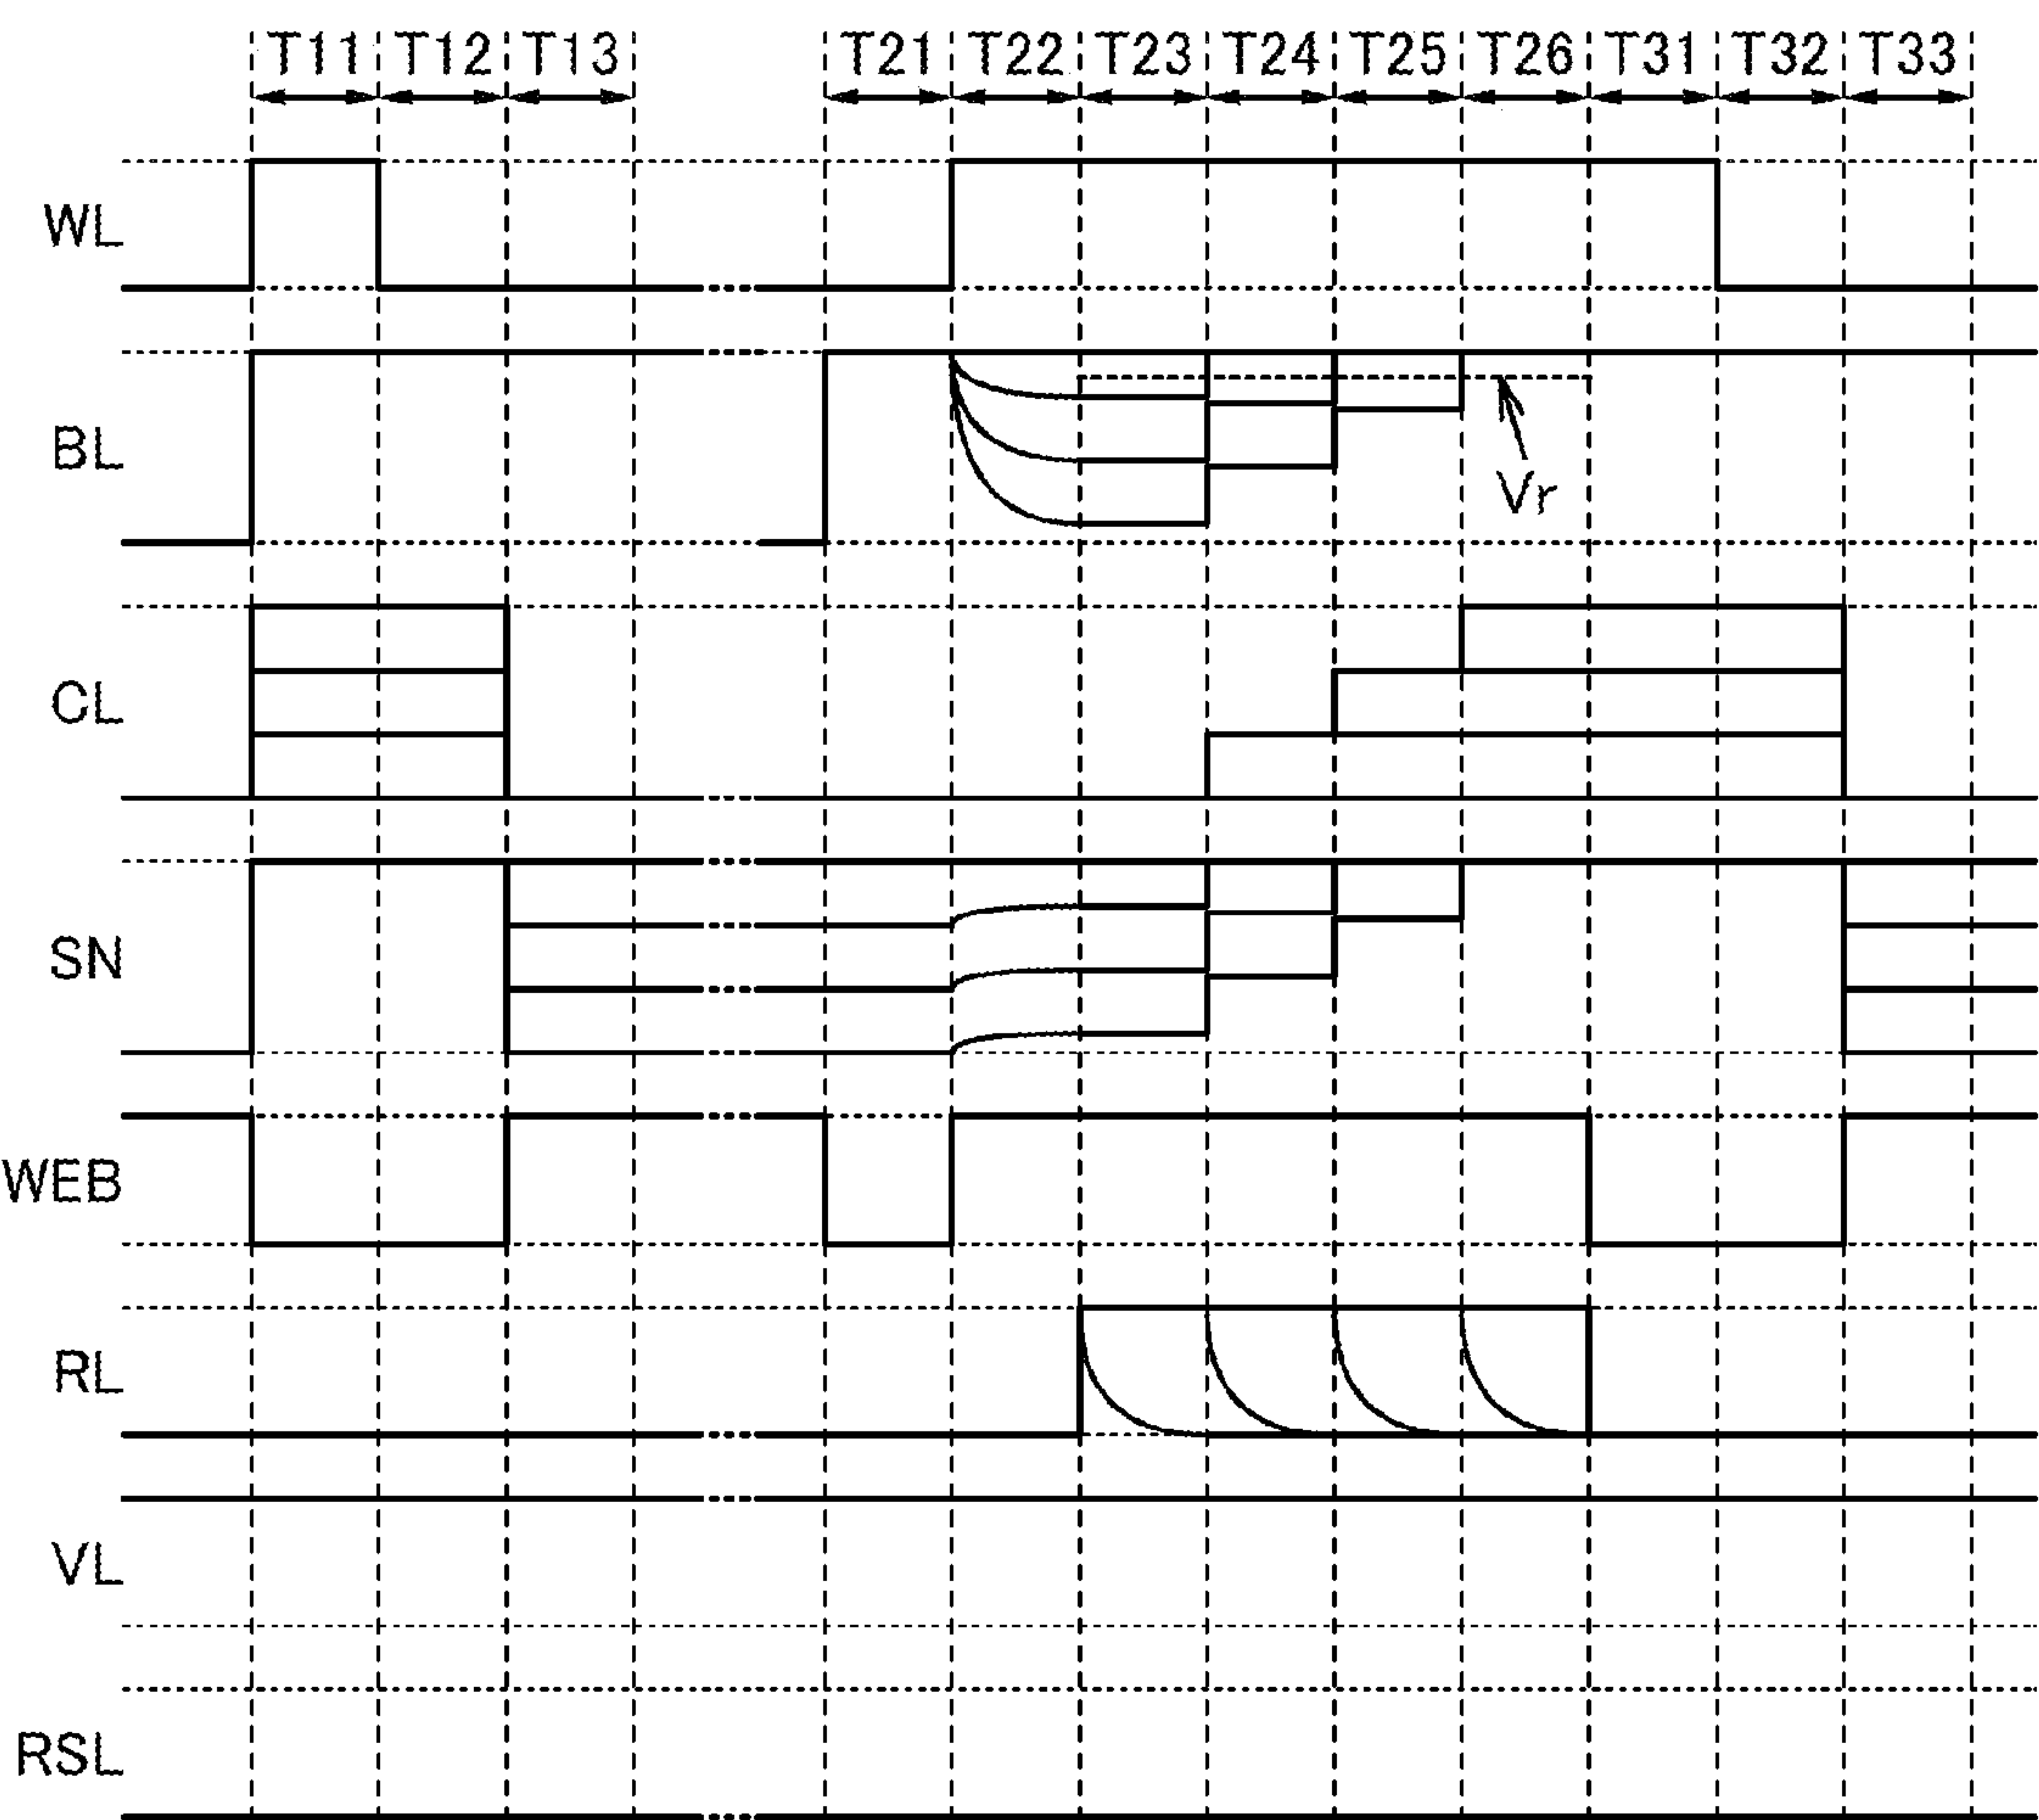 T11 T12 T13 T21 T22 T23 T24 T25 T26 T31 T32 T33
WL
BL
Vr
CL
SN
WEB
RL
VL
RSL